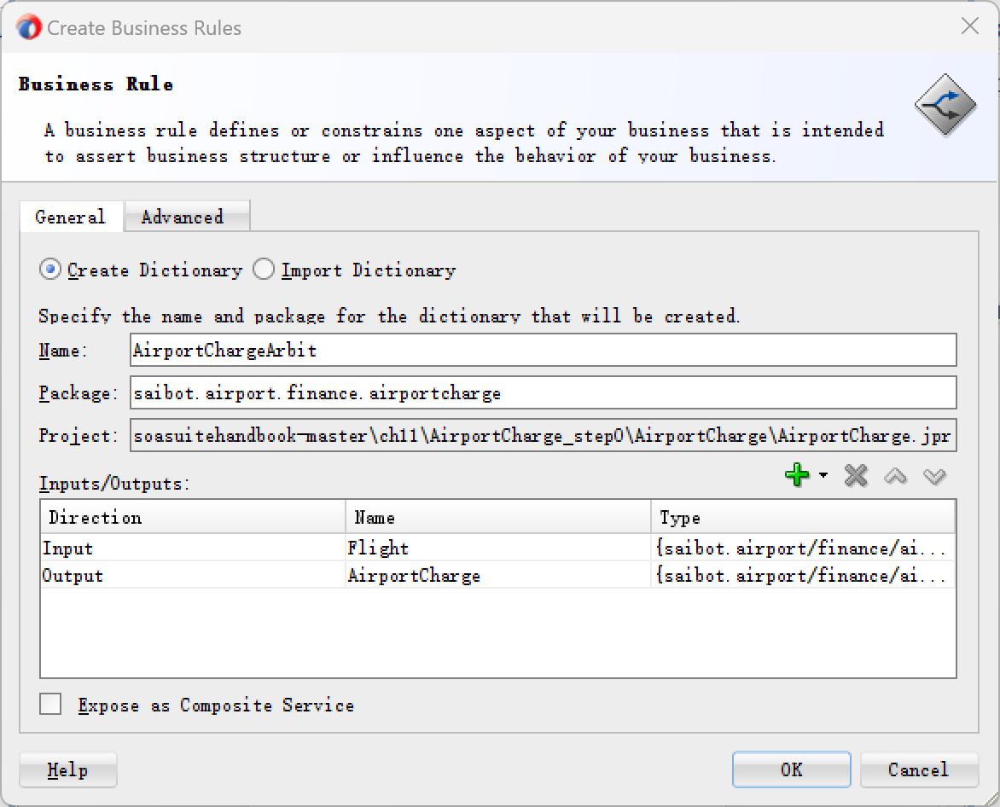 Create Business Rules
Business Rule
A business rule defines or constrains one aspect of your business that is intended
to assert business structure or influence the behavior of your business.
General Advanced
Create Dictionary Import Dictionary
Specify the name and package for the dictionary that will be created.
Name: AirportChargeArbit
Package: saibot.airport.finance.airportcharge
Project: soasuitehandbook-master\ch11\AirportCharge_step0\AirportCharge\AirportCharge.jpr
Inputs/Outputs:
Direction Name Type
Input Flight {saibot.airport/finance/ai...
Output AirportCharge {saibot.airport/finance/ai...
Expose as Composite Service
Help OK Cancel